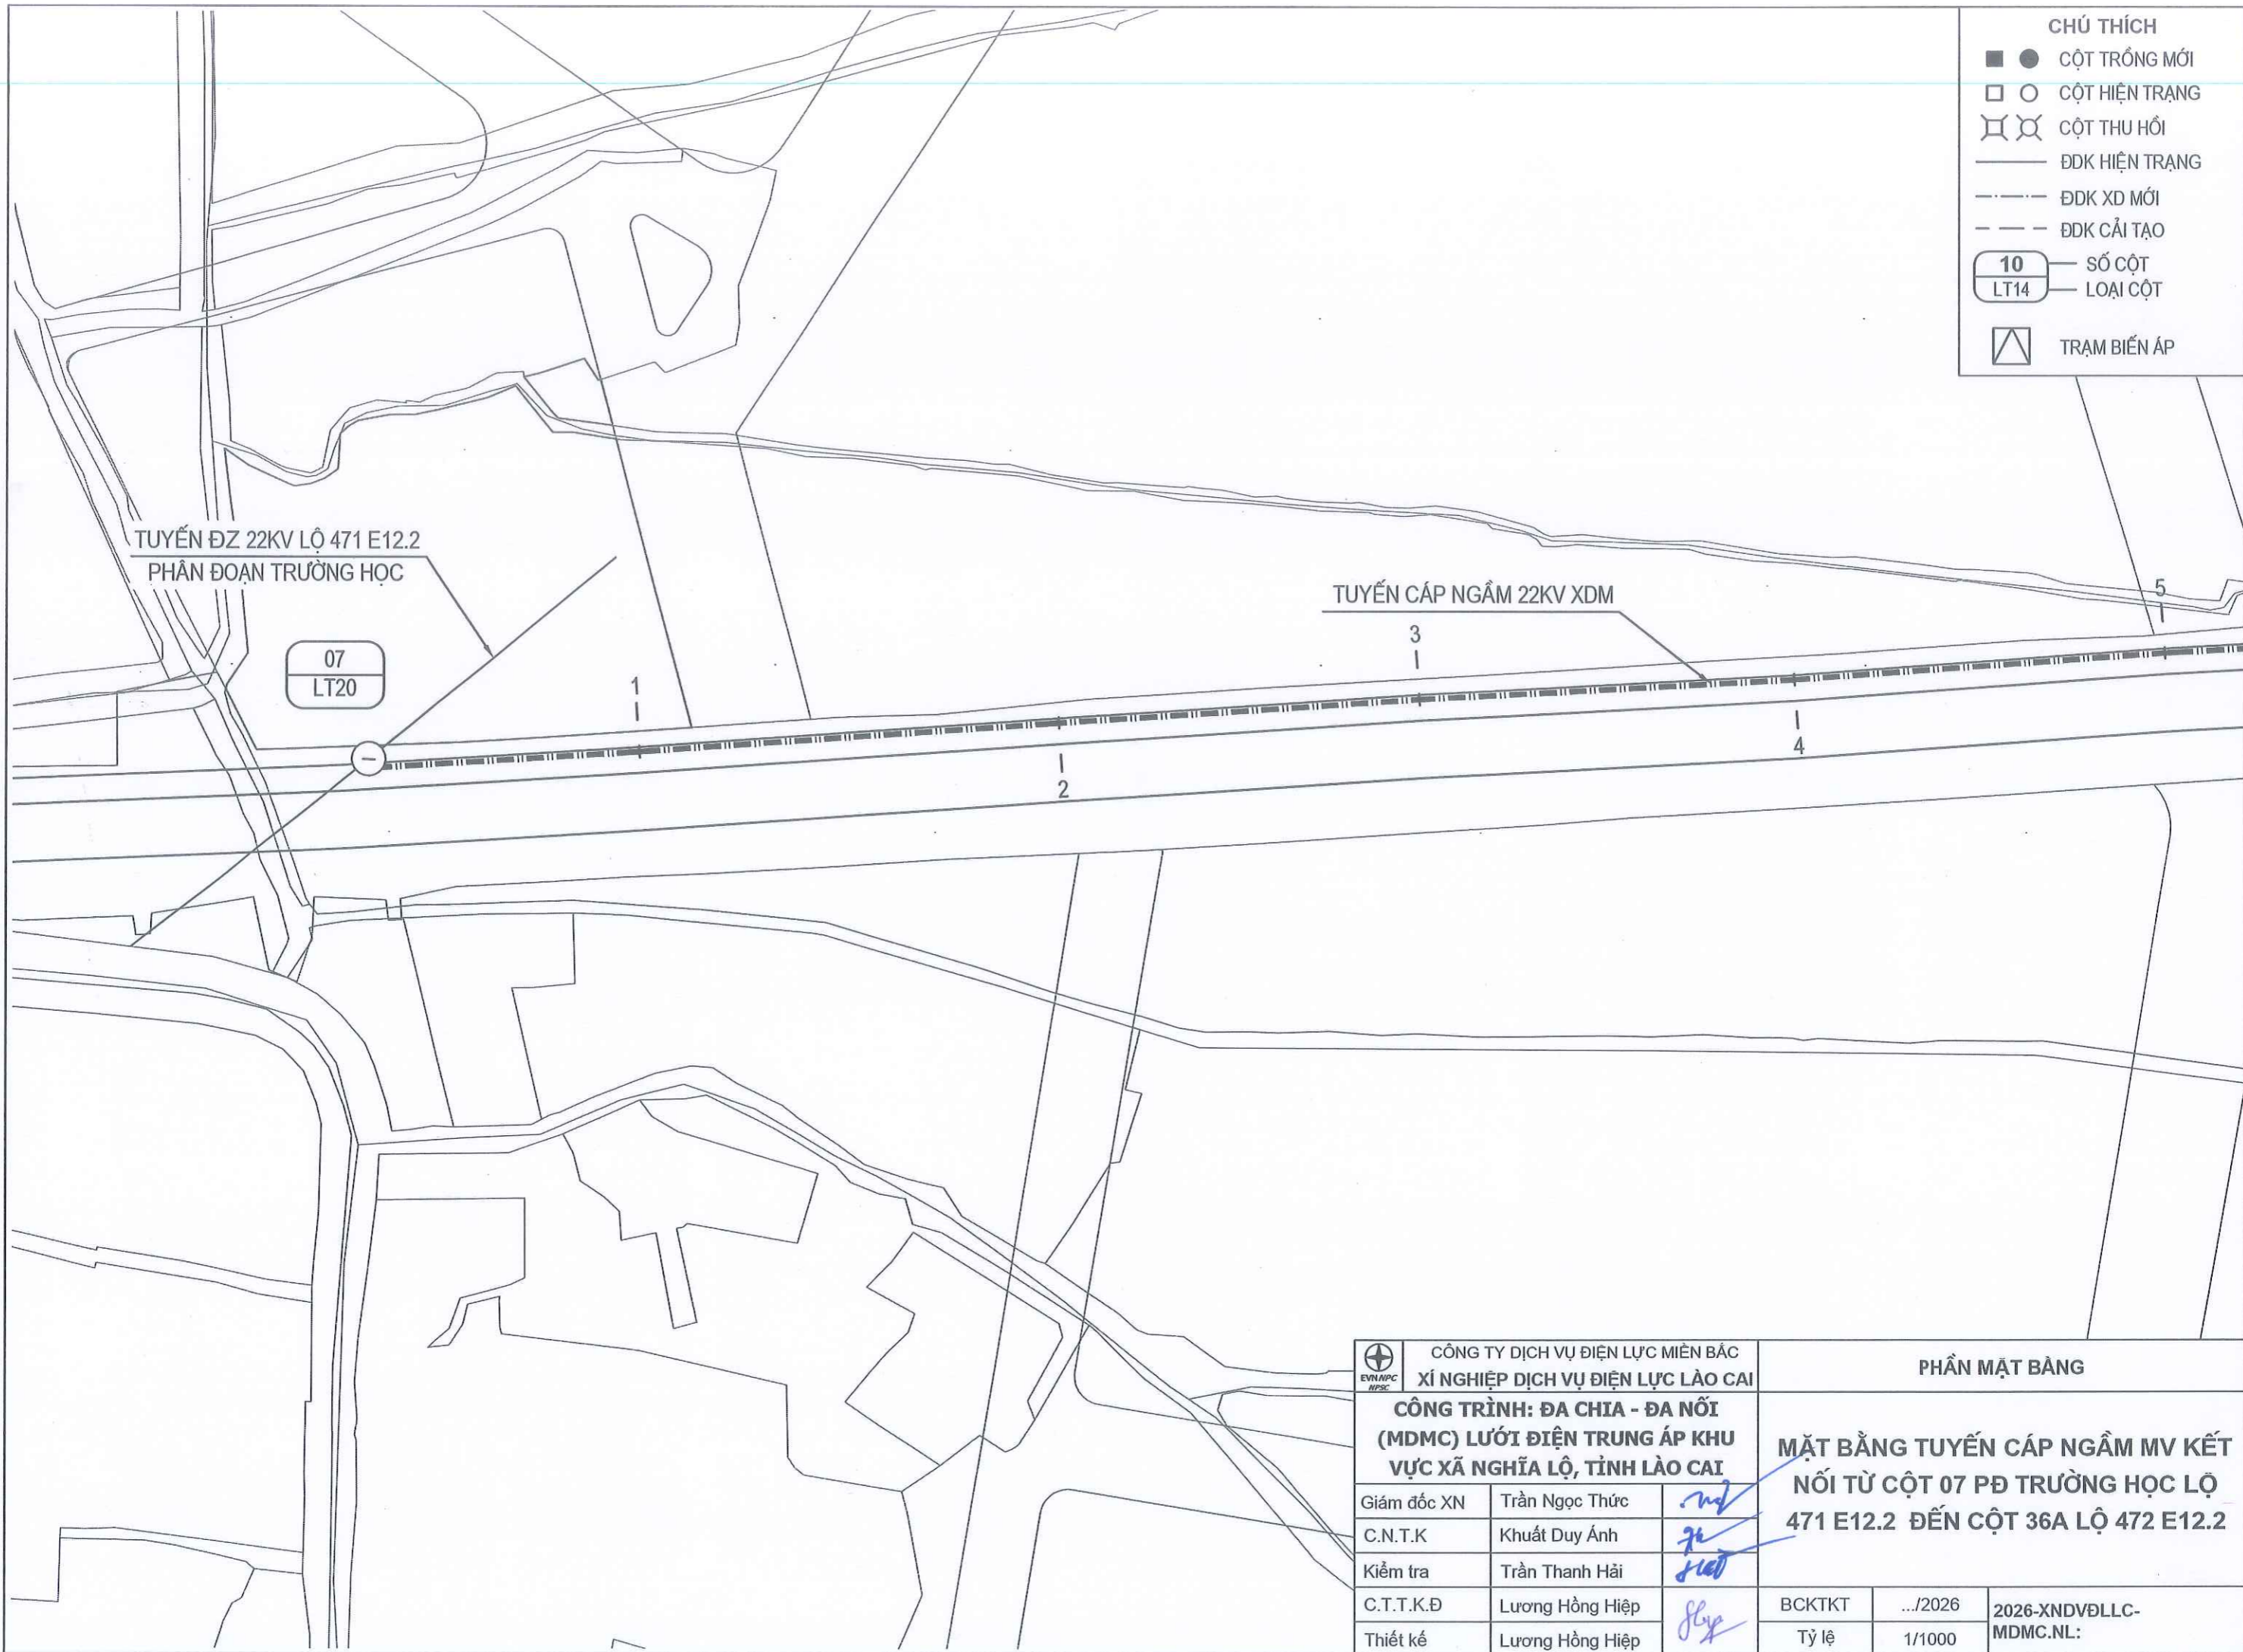 CHÚ THÍCH
CỘT TRỒNG MỚI
CỘT HIỆN TRẠNG
CỘT THU HỒI
ĐDK HIỆN TRẠNG
ĐDK XD MỚI
ĐDK CẢI TẠO
10 SỐ CỘT
LT14 LOẠI CỘT
TRẠM BIẾN ÁP
TUYẾN ĐZ 22KV LỘ 471 E12.2
PHÂN ĐOẠN TRƯỜNG HỌC
07
LT20
TUYẾN CÁP NGẦM 22KV XDM
1
2
3
4
5
EVNNPC
NPSC
CÔNG TY DỊCH VỤ ĐIỆN LỰC MIỀN BẮC
XÍ NGHIỆP DỊCH VỤ ĐIỆN LỰC LÀO CAI
PHẦN MẶT BẰNG
CÔNG TRÌNH: ĐA CHIA - ĐA NỐI
(MDMC) LƯỚI ĐIỆN TRUNG ÁP KHU
VỰC XÃ NGHĨA LỘ, TỈNH LÀO CAI
MẶT BẰNG TUYẾN CÁP NGẦM MV KẾT
NỐI TỪ CỘT 07 PĐ TRƯỜNG HỌC LỘ
471 E12.2 ĐẾN CỘT 36A LỘ 472 E12.2
Giám đốc XN Trần Ngọc Thức
C.N.T.K Khuất Duy Ánh
Kiểm tra Trần Thanh Hải
C.T.T.K.Đ Lương Hồng Hiệp
Thiết kế Lương Hồng Hiệp
BCKTKT .../2026
Tỷ lệ 1/1000
2026-XNDVĐLLC-
MDMC.NL: